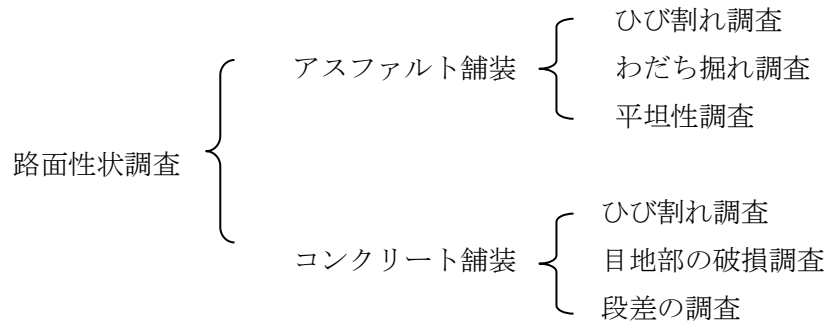 路面性状調査
アスファルト舗装
ひび割れ調査
わだち掘れ調査
平坦性調査
コンクリート舗装
ひび割れ調査
目地部の破損調査
段差の調査